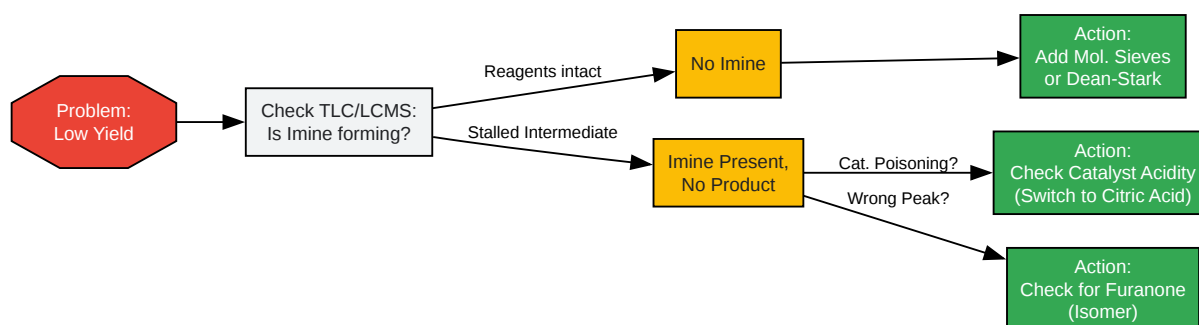 Problem:
Low Yield
Check TLC/LCMS:
Is Imine forming?
Reagents intact
Stalled Intermediate
No Imine
Imine Present,
No Product
Cat. Poisoning?
Wrong Peak?
Action:
Add Mol. Sieves
or Dean-Stark
Action:
Check Catalyst Acidity
(Switch to Citric Acid)
Action:
Check for Furanone
(Isomer)